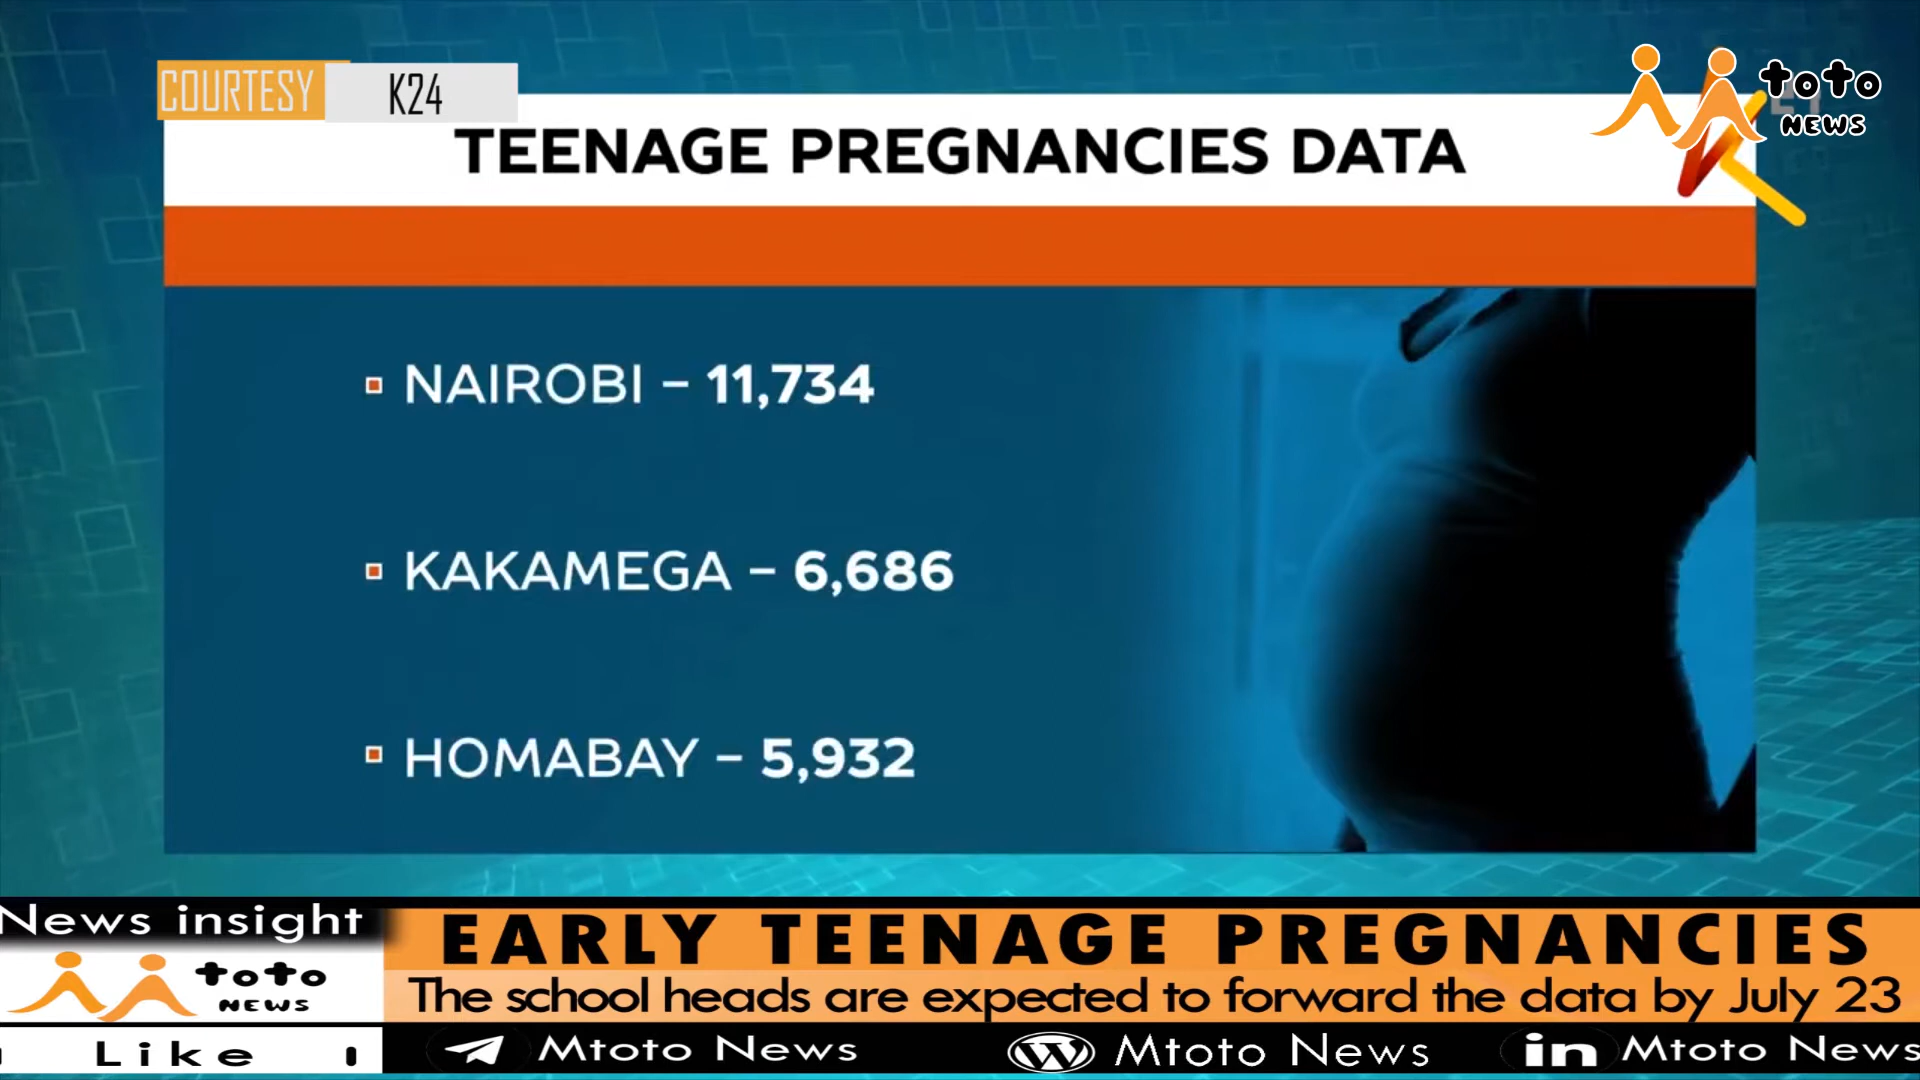 COURTESY K24
toto
NEWS
TEENAGE PREGNANCIES DATA
NAIROBI – 11,734
KAKAMEGA – 6,686
HOMABAY – 5,932
News insight
EARLY TEENAGE PREGNANCIES
toto
NEWS
The school heads are expected to forward the data by July 23
Like
Mtoto News
Mtoto News
in Mtoto News